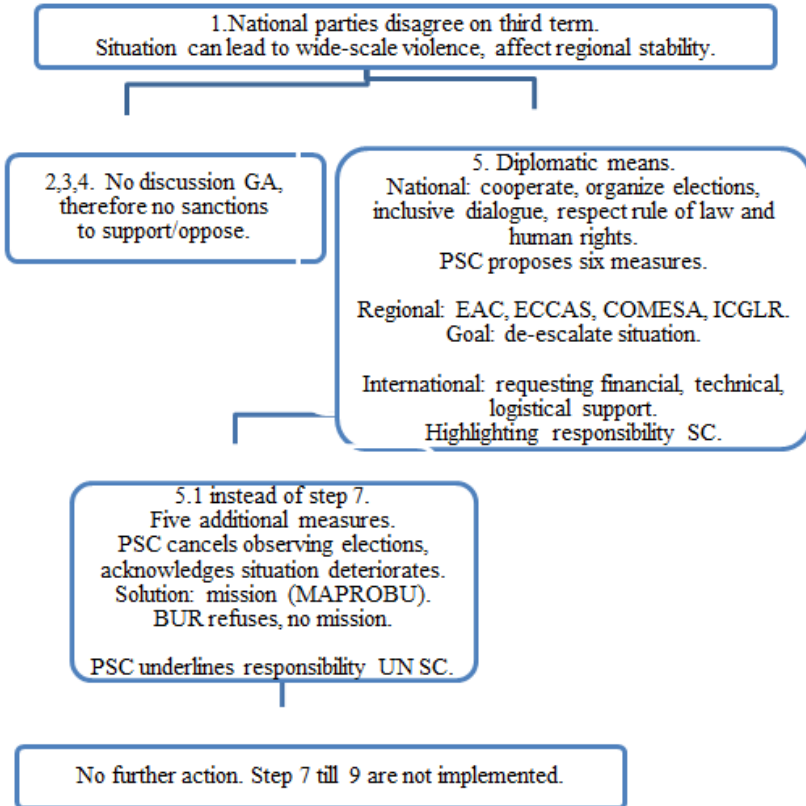 1.National parties disagree on third term.
Situation can lead to wide-scale violence, affect regional stability.
2,3,4. No discussion GA,
therefore no sanctions
to support/oppose.
5. Diplomatic means.
National: cooperate, organize elections,
inclusive dialogue, respect rule of law and
human rights.
PSC proposes six measures.
Regional: EAC, ECCAS, COMESA, ICGLR.
Goal: de-escalate situation.
International: requesting financial, technical,
logistical support.
Highlighting responsibility SC.
5.1 instead of step 7.
Five additional measures.
PSC cancels observing elections,
acknowledges situation deteriorates.
Solution: mission (MAPROBU).
BUR refuses, no mission.
PSC underlines responsibility UN SC.
No further action. Step 7 till 9 are not implemented.